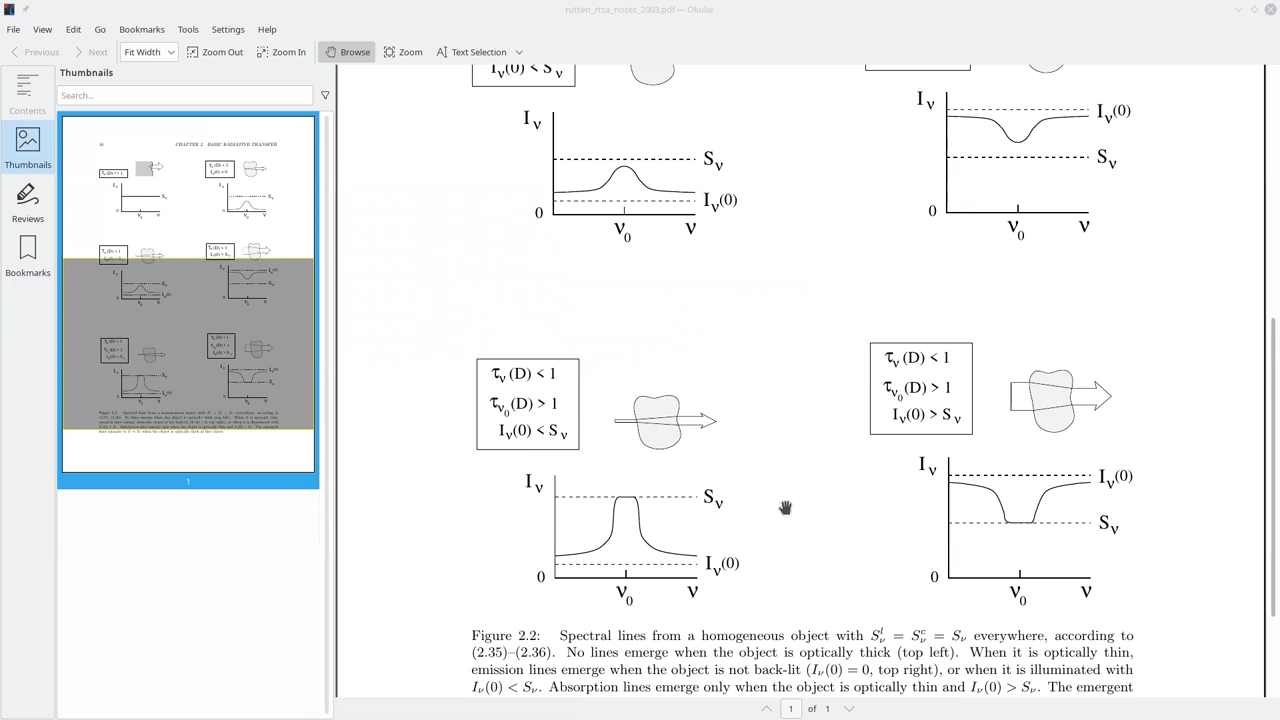 rutten_rtsa_notes_2003.pdf — Okular
File View Edit Go Bookmarks Tools Settings Help
Previous Next Fit Width Zoom Out Zoom In Browse Zoom Text Selection
Contents
Thumbnails
Reviews
Bookmarks
Thumbnails
Search...
16 CHAPTER 2. BASIC RADIATIVE TRANSFER
1
Iν(0) < Sν
Iν
Sν
Iν(0)
0
ν0 ν
Iν
Iν(0)
Sν
0
ν0 ν
τν(D) < 1
τν0(D) > 1
Iν(0) < Sν
Iν
Sν
Iν(0)
0
ν0 ν
τν(D) < 1
τν0(D) > 1
Iν(0) > Sν
Iν
Iν(0)
Sν
0
ν0 ν
Figure 2.2: Spectral lines from a homogeneous object with Sνl = Sνc = Sν everywhere, according to
(2.35)–(2.36). No lines emerge when the object is optically thick (top left). When it is optically thin,
emission lines emerge when the object is not back-lit (Iν(0) = 0, top right), or when it is illuminated with
Iν(0) < Sν. Absorption lines emerge only when the object is optically thin and Iν(0) > Sν. The emergent
1 of 1